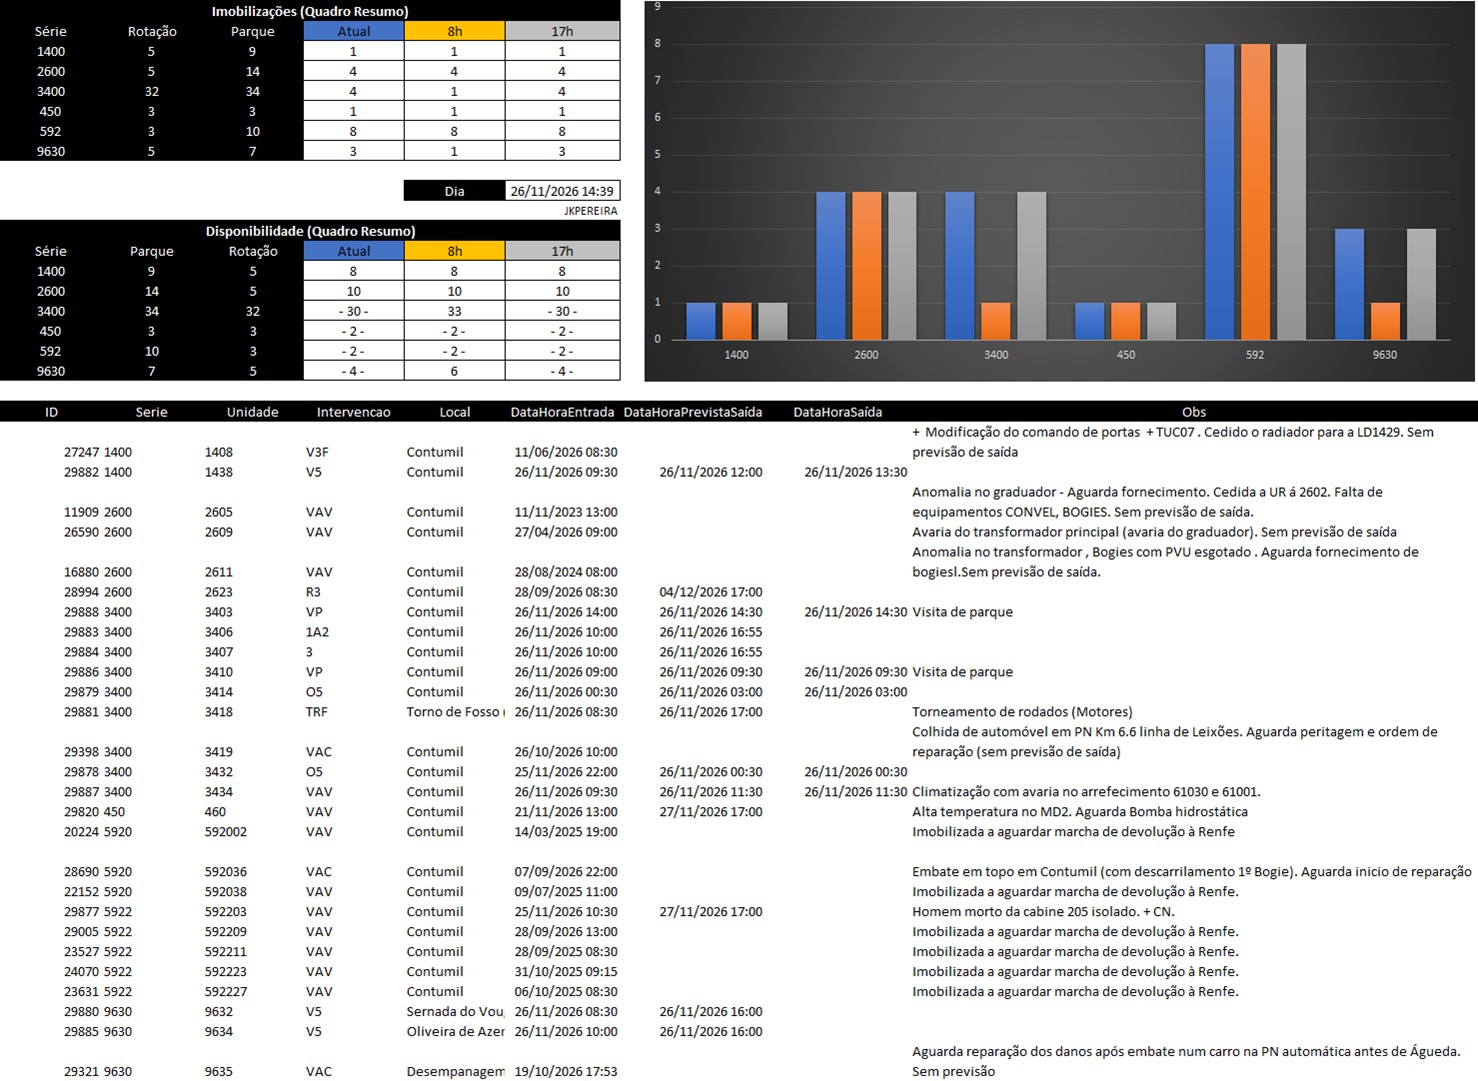 Imobilizações (Quadro Resumo)
Série Rotação Parque Atual 8h 17h
1400 5 9 1 1 1
2600 5 14 4 4 4
3400 32 34 4 1 4
450 3 3 1 1 1
592 3 10 8 8 8
9630 5 7 3 1 3
Dia 26/11/2026 14:39
JKPEREIRA
Disponibilidade (Quadro Resumo)
Série Parque Rotação Atual 8h 17h
1400 9 5 8 8 8
2600 14 5 10 10 10
3400 34 32 - 30 - 33 - 30 -
450 3 3 - 2 - - 2 - - 2 -
592 10 3 - 2 - - 2 - - 2 -
9630 7 5 - 4 - 6 - 4 -
9
8
7
6
5
4
3
2
1
0
1400 2600 3400 450 592 9630
ID Serie Unidade Intervencao Local DataHoraEntrada DataHoraPrevistaSaída DataHoraSaída Obs
+ Modificação do comando de portas + TUC07 . Cedido o radiador para a LD1429. Sem
27247 1400 1408 V3F Contumil 11/06/2026 08:30 previsão de saída
29882 1400 1438 V5 Contumil 26/11/2026 09:30 26/11/2026 12:00 26/11/2026 13:30
Anomalia no graduador - Aguarda fornecimento. Cedida a UR á 2602. Falta de
11909 2600 2605 VAV Contumil 11/11/2023 13:00 equipamentos CONVEL, BOGIES. Sem previsão de saída.
26590 2600 2609 VAV Contumil 27/04/2026 09:00 Avaria do transformador principal (avaria do graduador). Sem previsão de saída
Anomalia no transformador , Bogies com PVU esgotado . Aguarda fornecimento de
16880 2600 2611 VAV Contumil 28/08/2024 08:00 bogiesl.Sem previsão de saída.
28994 2600 2623 R3 Contumil 28/09/2026 08:30 04/12/2026 17:00
29888 3400 3403 VP Contumil 26/11/2026 14:00 26/11/2026 14:30 26/11/2026 14:30 Visita de parque
29883 3400 3406 1A2 Contumil 26/11/2026 10:00 26/11/2026 16:55
29884 3400 3407 3 Contumil 26/11/2026 10:00 26/11/2026 16:55
29886 3400 3410 VP Contumil 26/11/2026 09:00 26/11/2026 09:30 26/11/2026 09:30 Visita de parque
29879 3400 3414 O5 Contumil 26/11/2026 00:30 26/11/2026 03:00 26/11/2026 03:00
29881 3400 3418 TRF Torno de Fosso ( 26/11/2026 08:30 26/11/2026 17:00 Torneamento de rodados (Motores)
Colhida de automóvel em PN Km 6.6 linha de Leixões. Aguarda peritagem e ordem de
29398 3400 3419 VAC Contumil 26/10/2026 10:00 reparação (sem previsão de saída)
29878 3400 3432 O5 Contumil 25/11/2026 22:00 26/11/2026 00:30 26/11/2026 00:30
29887 3400 3434 VAV Contumil 26/11/2026 09:30 26/11/2026 11:30 26/11/2026 11:30 Climatização com avaria no arrefecimento 61030 e 61001.
29820 450 460 VAV Contumil 21/11/2026 13:00 27/11/2026 17:00 Alta temperatura no MD2. Aguarda Bomba hidrostática
20224 5920 592002 VAV Contumil 14/03/2025 19:00 Imobilizada a aguardar marcha de devolução à Renfe
28690 5920 592036 VAC Contumil 07/09/2026 22:00 Embate em topo em Contumil (com descarrilamento 1º Bogie). Aguarda inicio de reparação
22152 5920 592038 VAV Contumil 09/07/2025 11:00 Imobilizada a aguardar marcha de devolução à Renfe.
29877 5922 592203 VAV Contumil 25/11/2026 10:30 27/11/2026 17:00 Homem morto da cabine 205 isolado. + CN.
29005 5922 592209 VAV Contumil 28/09/2026 13:00 Imobilizada a aguardar marcha de devolução à Renfe.
23527 5922 592211 VAV Contumil 28/09/2025 08:30 Imobilizada a aguardar marcha de devolução à Renfe.
24070 5922 592223 VAV Contumil 31/10/2025 09:15 Imobilizada a aguardar marcha de devolução à Renfe.
23631 5922 592227 VAV Contumil 06/10/2025 08:30 Imobilizada a aguardar marcha de devolução à Renfe.
29880 9630 9632 V5 Sernada do Vou 26/11/2026 08:30 26/11/2026 16:00
29885 9630 9634 V5 Oliveira de Azer 26/11/2026 10:00 26/11/2026 16:00
Aguarda reparação dos danos após embate num carro na PN automática antes de Águeda.
29321 9630 9635 VAC Desempanagem 19/10/2026 17:53 Sem previsão